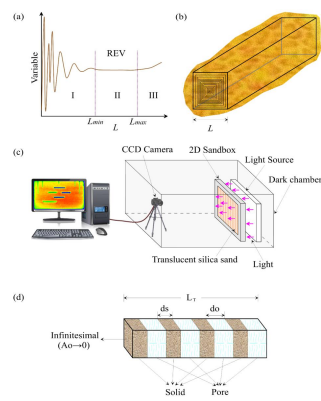 (a)
REV
Variable
I
II
III
Lmin
L
Lmax
(b)
L
(c)
CCD Camera
2D Sandbox
Light Source
Dark chamber
Translucent silica sand
Light
(d)
LT
ds
do
Infinitesimal
(Ao→0)
Solid
Pore